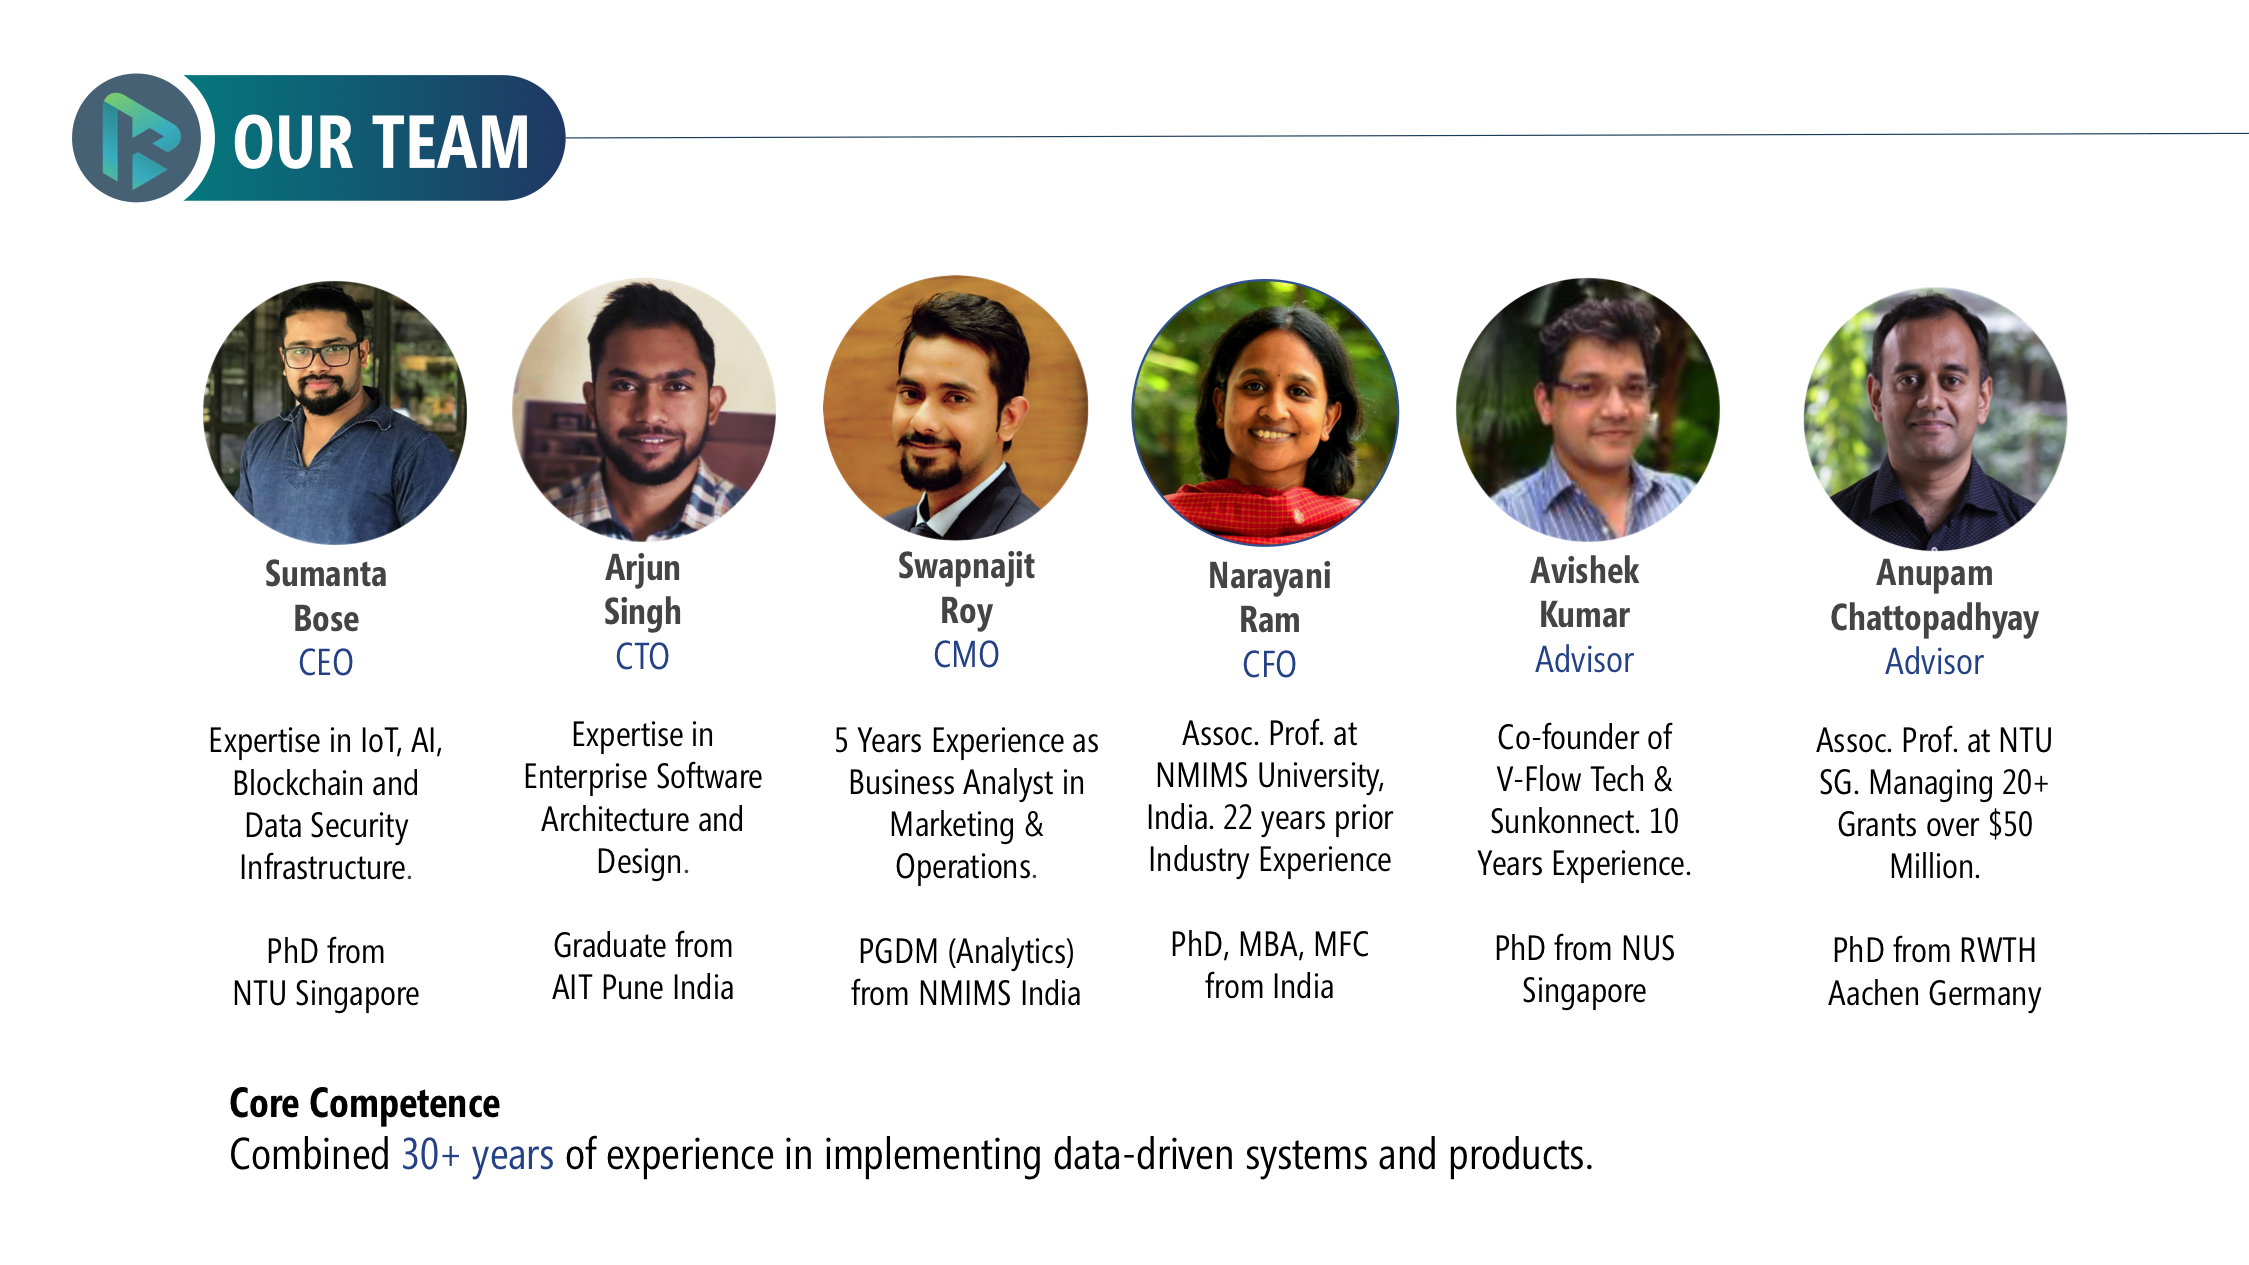 OUR TEAM
Sumanta
Bose
CEO
Expertise in IoT, AI,
Blockchain and
Data Security
Infrastructure.
PhD from
NTU Singapore
Arjun
Singh
CTO
Expertise in
Enterprise Software
Architecture and
Design.
Graduate from
AIT Pune India
Swapnajit
Roy
CMO
5 Years Experience as
Business Analyst in
Marketing &
Operations.
PGDM (Analytics)
from NMIMS India
Narayani
Ram
CFO
Assoc. Prof. at
NMIMS University,
India. 22 years prior
Industry Experience
PhD, MBA, MFC
from India
Avishek
Kumar
Advisor
Co-founder of
V-Flow Tech &
Sunkonnect. 10
Years Experience.
PhD from NUS
Singapore
Anupam
Chattopadhyay
Advisor
Assoc. Prof. at NTU
SG. Managing 20+
Grants over $50
Million.
PhD from RWTH
Aachen Germany
Core Competence
Combined 30+ years of experience in implementing data-driven systems and products.